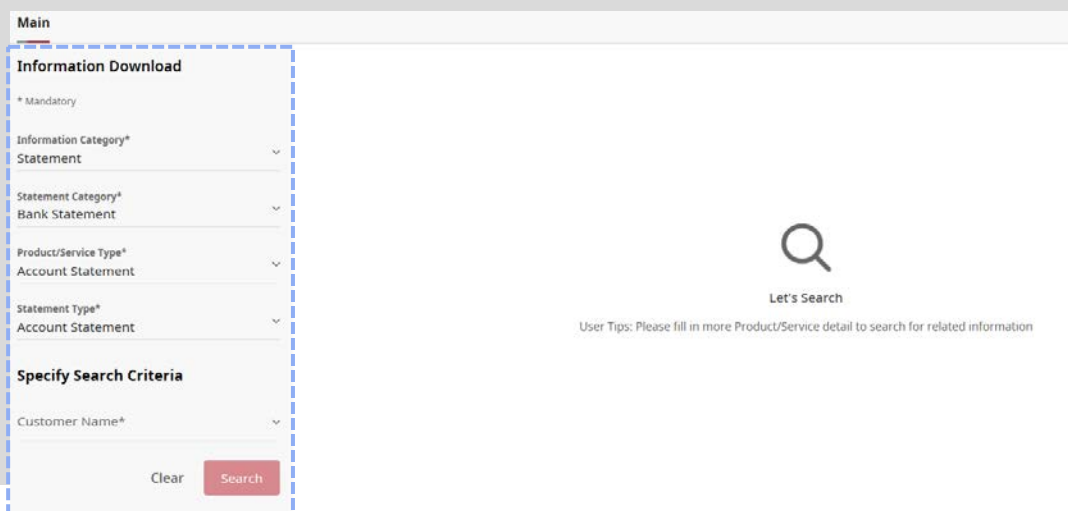 Main
Information Download
* Mandatory
Information Category*
Statement
Statement Category*
Bank Statement
Product/Service Type*
Account Statement
Statement Type*
Account Statement
Specify Search Criteria
Customer Name*
Clear Search
Let's Search
User Tips: Please fill in more Product/Service detail to search for related information